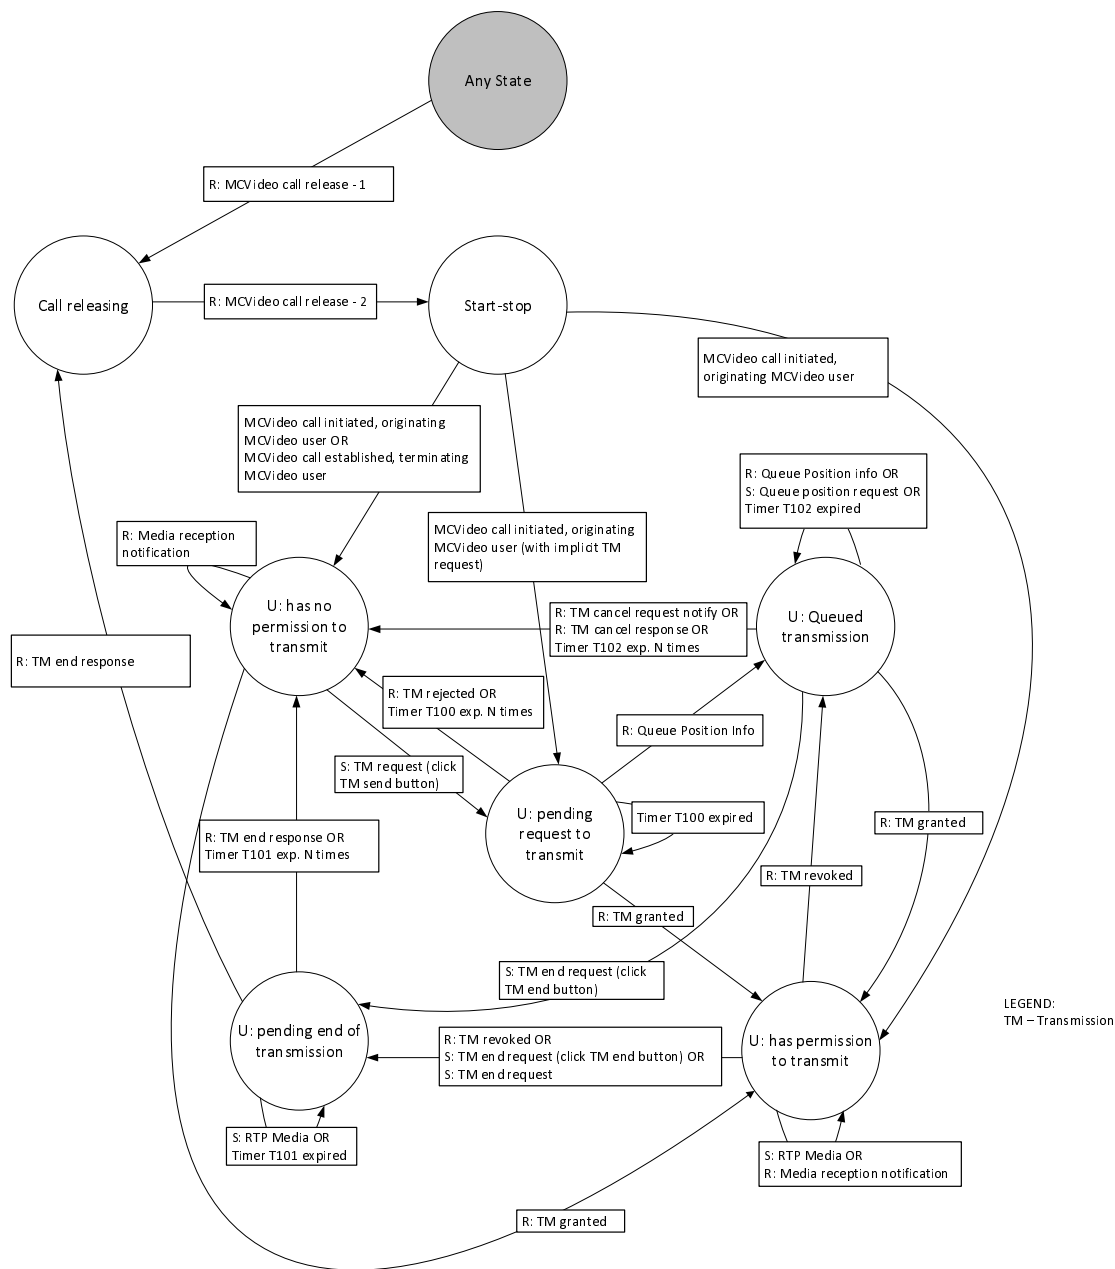 Any State
R: MCVideo call release - 1
Call releasing
R: MCVideo call release - 2
Start-stop
MCVideo call initiated,
originating MCVideo user
MCVideo call initiated, originating
MCVideo user OR
MCVideo call established, terminating
MCVideo user
R: Queue Position info OR
S: Queue position request OR
Timer T102 expired
R: Media reception
notification
MCVideo call initiated, originating
MCVideo user (with implicit TM
request)
U: has no
permission to
transmit
R: TM cancel request notify OR
R: TM cancel response OR
Timer T102 exp. N times
U: Queued
transmission
R: TM end response
R: TM rejected OR
Timer T100 exp. N times
R: Queue Position Info
S: TM request (click
TM send button)
U: pending
request to
transmit
Timer T100 expired
R: TM granted
R: TM end response OR
Timer T101 exp. N times
R: TM revoked
R: TM granted
S: TM end request (click
TM end button)
U: pending end of
transmission
R: TM revoked OR
S: TM end request (click TM end button) OR
S: TM end request
U: has permission
to transmit
LEGEND:
TM – Transmission
S: RTP Media OR
Timer T101 expired
S: RTP Media OR
R: Media reception notification
R: TM granted